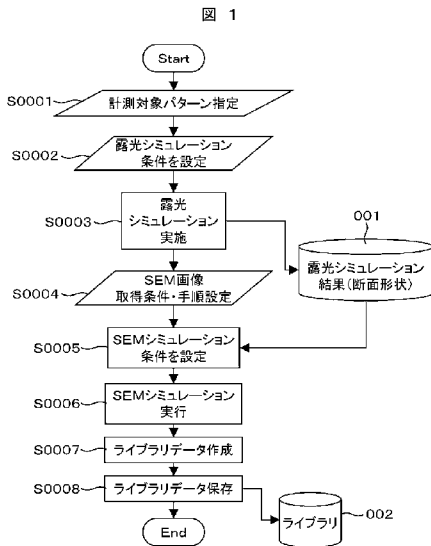 図 1
Start
S0001
計測対象パターン指定
S0002
露光シミュレーション
条件を設定
S0003
露光
シミュレーション
実施
001
露光シミュレーション
結果(断面形状)
S0004
SEM画像
取得条件・手順設定
S0005
SEMシミュレーション
条件を設定
S0006
SEMシミュレーション
実行
S0007
ライブラリデータ作成
S0008
ライブラリデータ保存
002
ライブラリ
End